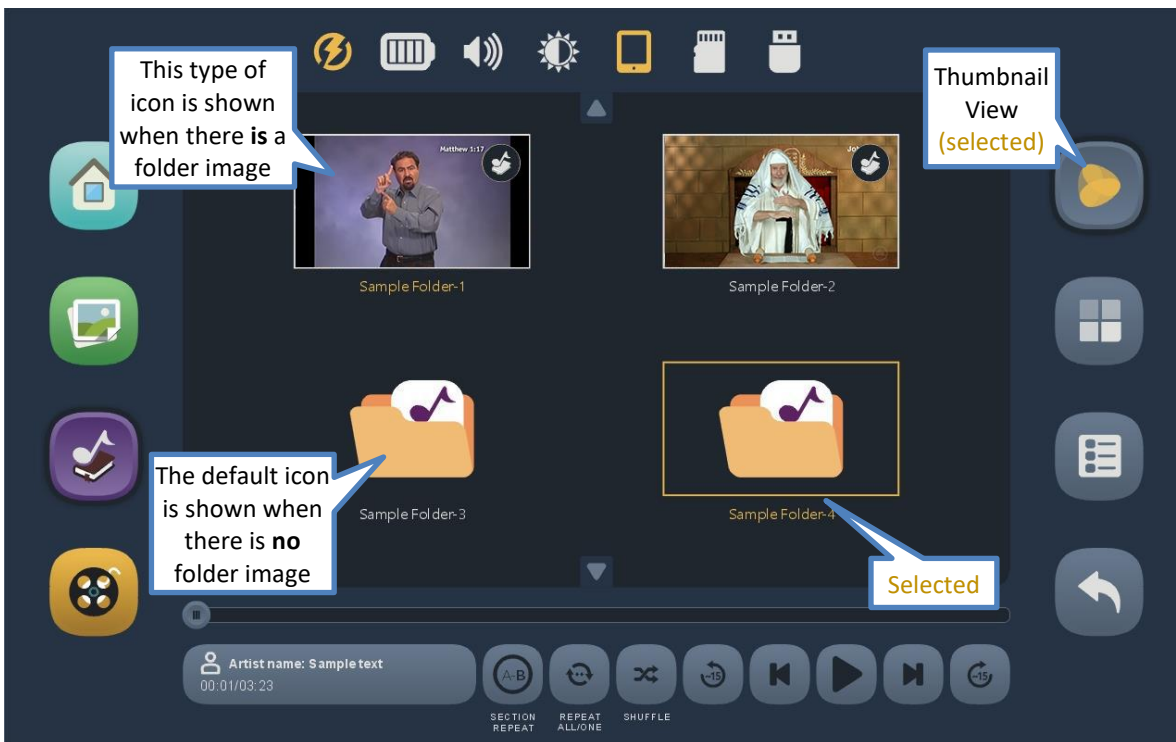 This type of
icon is shown
when there is a
folder image
Thumbnail
View
(selected)
Matthew 1:17
Sample Folder-1
Sample Folder-2
The default icon
is shown when
there is no
folder image
Sample Folder-3
Sample Folder-4
Selected
Artist name: Sample text
00:01/03:23
A-B
-15
-15
SECTION
REPEAT
REPEAT
ALL/ONE
SHUFFLE